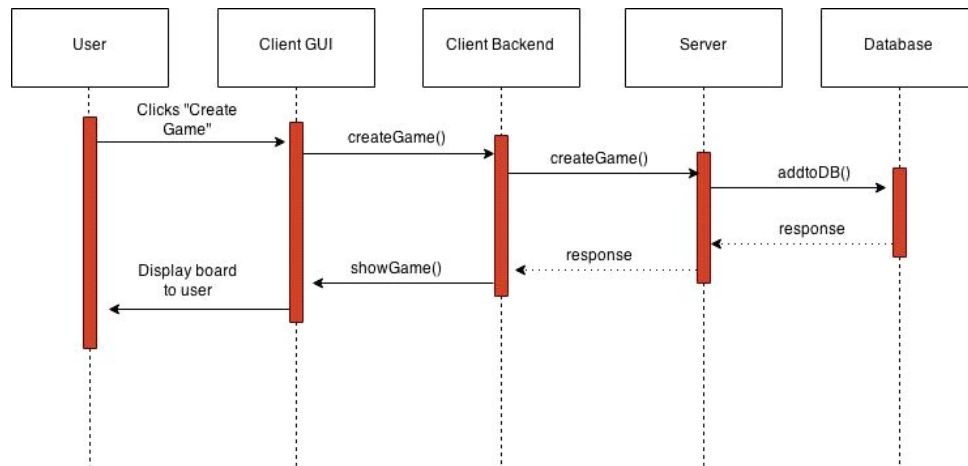 User
Client GUI
Client Backend
Server
Database
Clicks "Create
Game"
createGame()
createGame()
addtoDB()
response
response
showGame()
Display board
to user